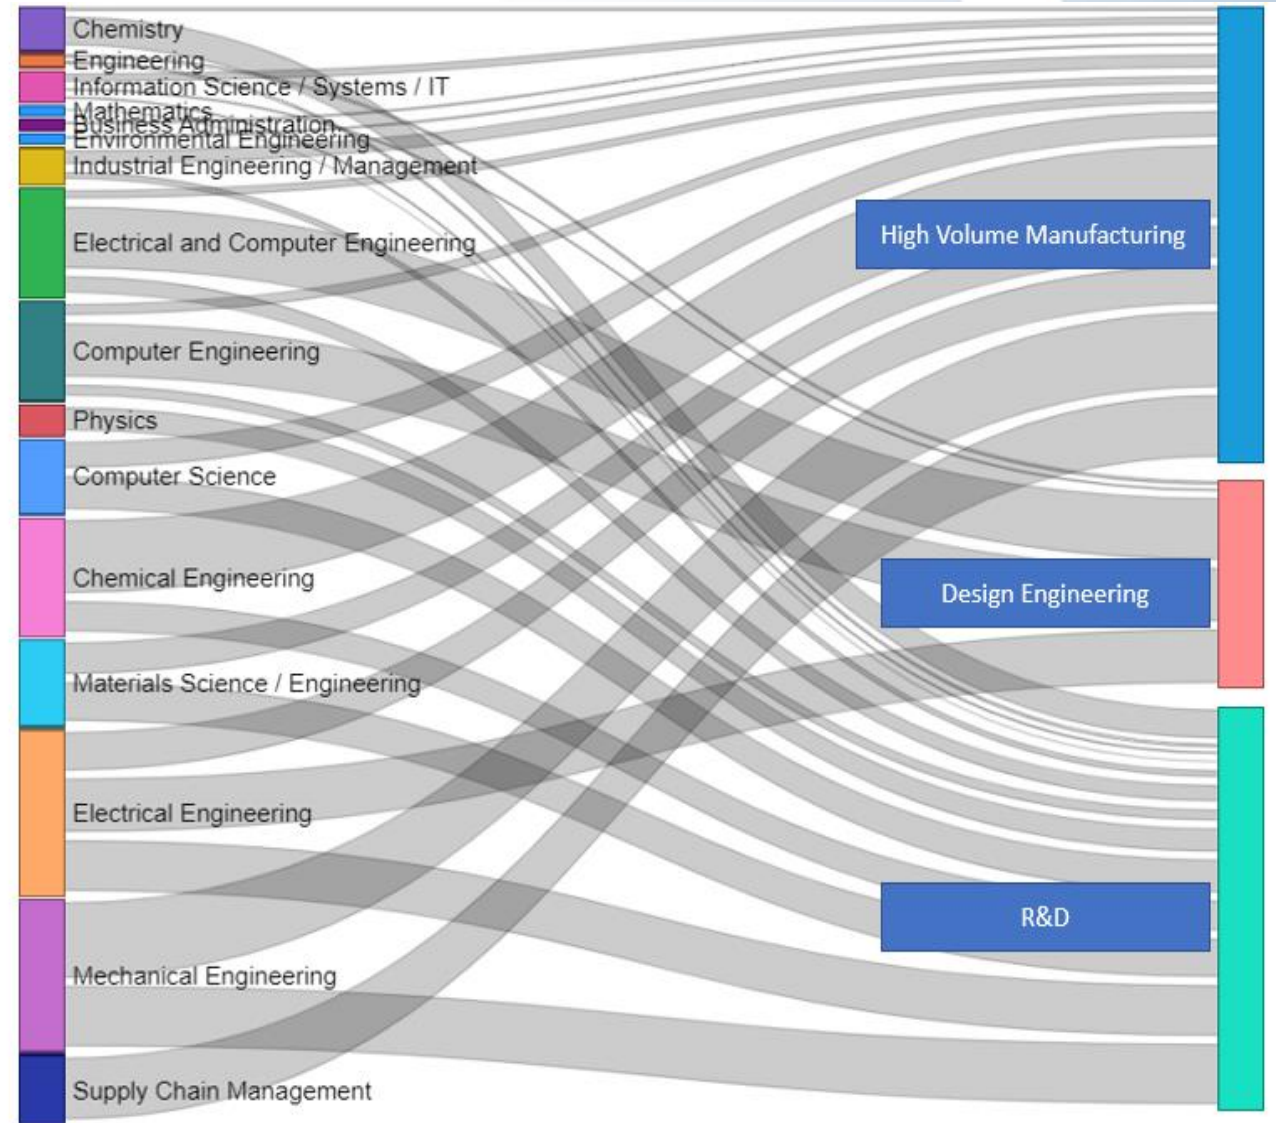 Chemistry
Engineering
Information Science / Systems / IT
Mathematics
Business Administration
Environmental Engineering
Industrial Engineering / Management
Electrical and Computer Engineering
High Volume Manufacturing
Computer Engineering
Physics
Computer Science
Chemical Engineering
Design Engineering
Materials Science / Engineering
Electrical Engineering
R&D
Mechanical Engineering
Supply Chain Management